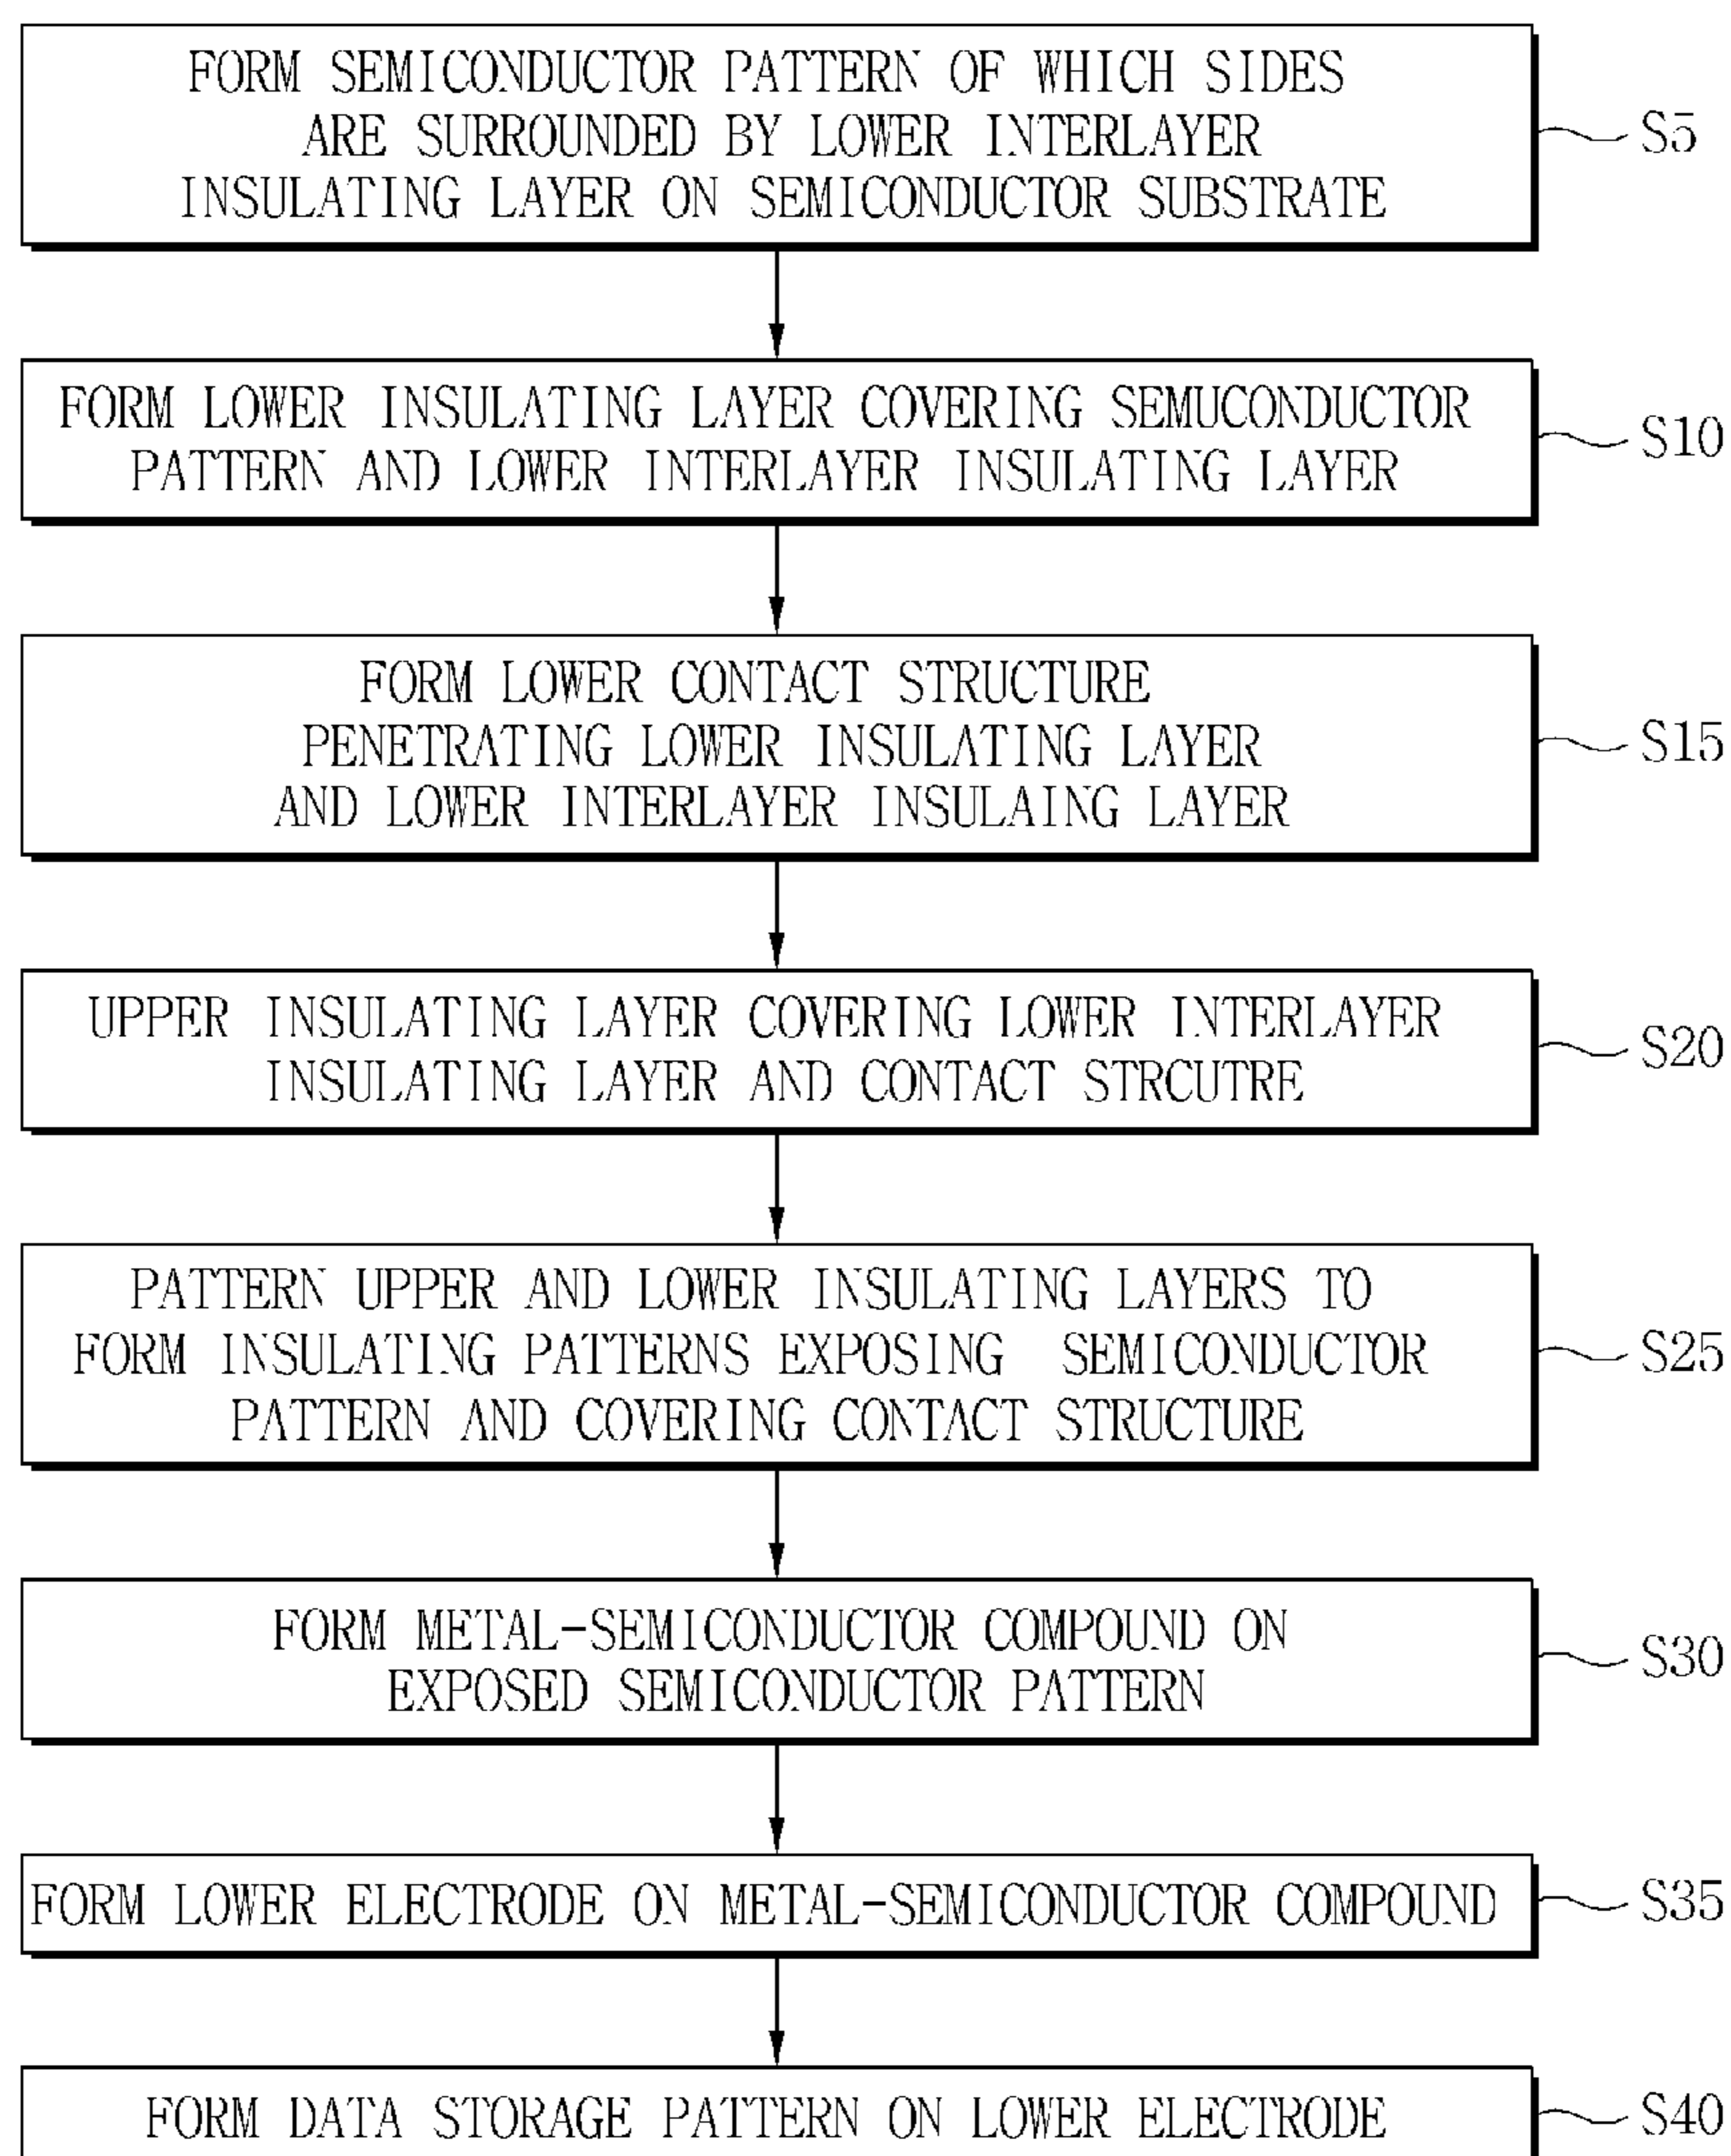 FORM SEMICONDUCTOR PATTERN OF WHICH SIDES
ARE SURROUNDED BY LOWER INTERLAYER
INSULATING LAYER ON SEMICONDUCTOR SUBSTRATE
S5
FORM LOWER INSULATING LAYER COVERING SEMUCONDUCTOR
PATTERN AND LOWER INTERLAYER INSULATING LAYER
S10
FORM LOWER CONTACT STRUCTURE
PENETRATING LOWER INSULATING LAYER
AND LOWER INTERLAYER INSULAING LAYER
S15
UPPER INSULATING LAYER COVERING LOWER INTERLAYER
INSULATING LAYER AND CONTACT STRCUTRE
S20
PATTERN UPPER AND LOWER INSULATING LAYERS TO
FORM INSULATING PATTERNS EXPOSING SEMICONDUCTOR
PATTERN AND COVERING CONTACT STRUCTURE
S25
FORM METAL-SEMICONDUCTOR COMPOUND ON
EXPOSED SEMICONDUCTOR PATTERN
S30
FORM LOWER ELECTRODE ON METAL-SEMICONDUCTOR COMPOUND
S35
FORM DATA STORAGE PATTERN ON LOWER ELECTRODE
S40